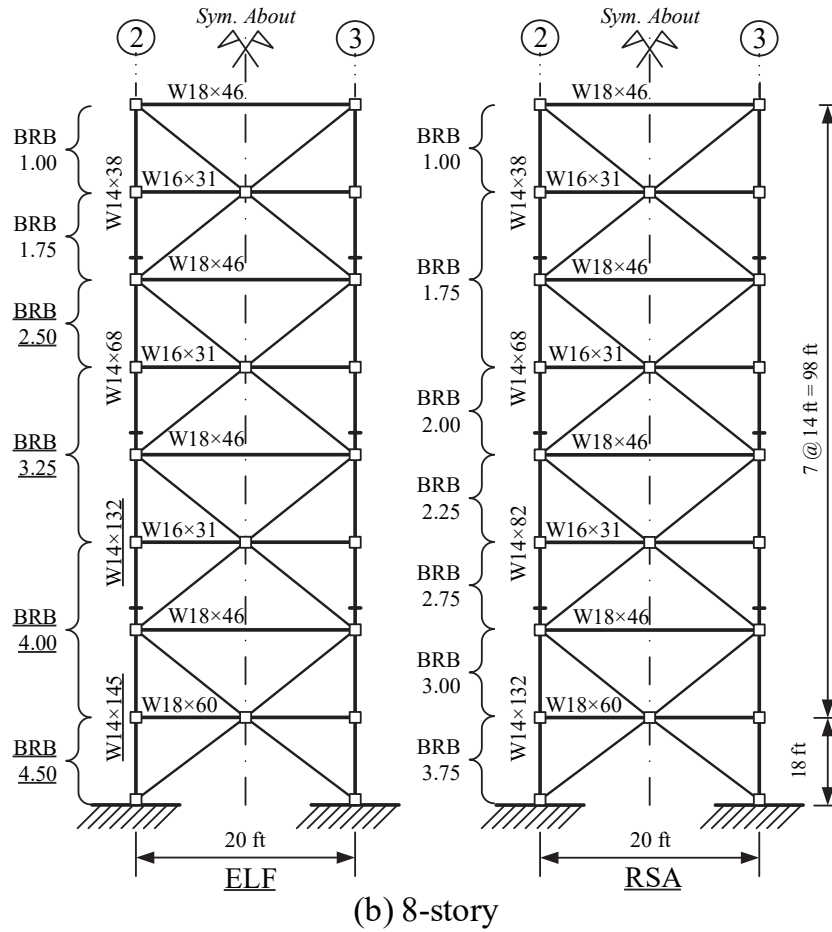 Sym. About
Sym. About
2
3
2
3
W18×46
W18×46
BRB
1.00
W14×38
BRB
1.00
W14×38
W16×31
W16×31
BRB
1.75
BRB
1.75
W18×46
W18×46
BRB
2.50
W14×68
W14×68
W16×31
W16×31
BRB
2.00
BRB
3.25
W18×46
W18×46
BRB
2.25
W14×132
W14×82
W16×31
W16×31
BRB
2.75
BRB
4.00
W18×46
W18×46
BRB
3.00
W14×145
W14×132
W18×60
W18×60
BRB
4.50
BRB
3.75
7 @ 14 ft = 98 ft
18 ft
20 ft
20 ft
ELF
RSA
(b) 8-story